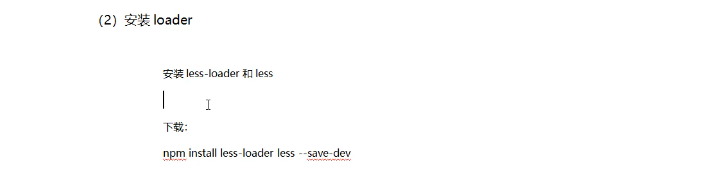 （2）安装 loader
安装 less-loader 和 less
下载：
npm install less-loader less --save-dev